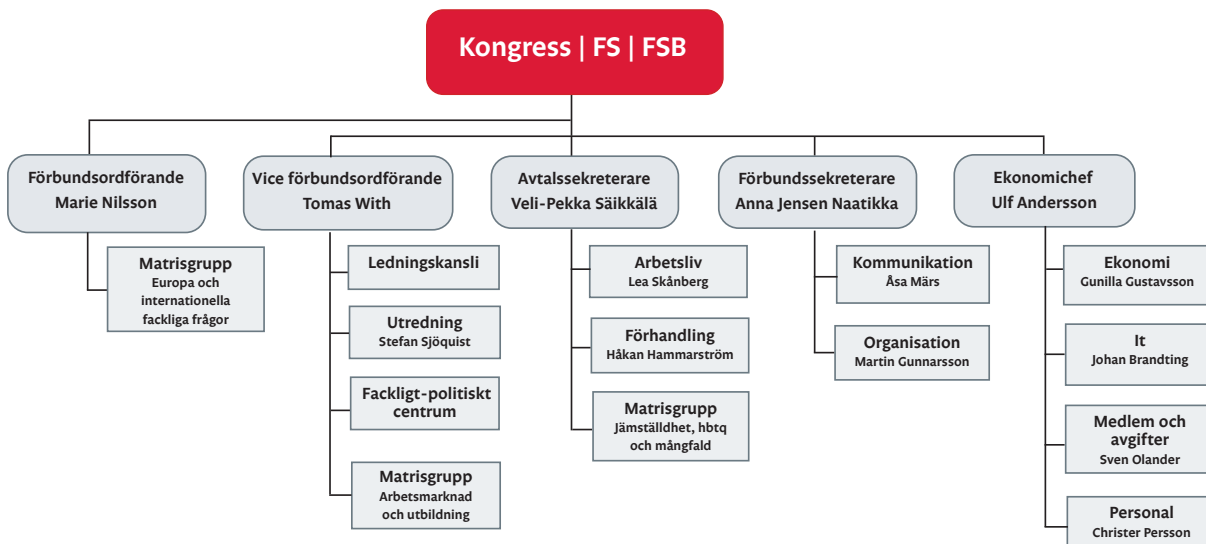 Kongress | FS | FSB
Förbundsordförande
Marie Nilsson
Matrisgrupp
Europa och
internationella
fackliga frågor
Vice förbundsordförande
Tomas With
Ledningskansli
Utredning
Stefan Sjöquist
Fackligt-politiskt
centrum
Matrisgrupp
Arbetsmarknad
och utbildning
Avtalssekreterare
Veli-Pekka Säikkälä
Arbetsliv
Lea Skånberg
Förhandling
Håkan Hammarström
Matrisgrupp
Jämställdhet, hbtq
och mångfald
Förbundssekreterare
Anna Jensen Naatikka
Kommunikation
Åsa Märs
Organisation
Martin Gunnarsson
Ekonomichef
Ulf Andersson
Ekonomi
Gunilla Gustavsson
It
Johan Brandting
Medlem och
avgifter
Sven Olander
Personal
Christer Persson